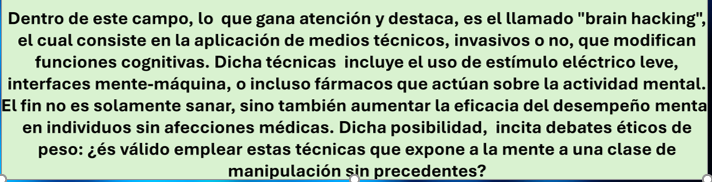 Dentro de este campo, lo que gana atención y destaca, es el llamado "brain hacking",
el cual consiste en la aplicación de medios técnicos, invasivos o no, que modifican
funciones cognitivas. Dicha técnicas incluye el uso de estímulo eléctrico leve,
interfaces mente-máquina, o incluso fármacos que actúan sobre la actividad mental.
El fin no es solamente sanar, sino también aumentar la eficacia del desempeño menta
en individuos sin afecciones médicas. Dicha posibilidad, incita debates éticos de
peso: ¿és válido emplear estas técnicas que expone a la mente a una clase de
manipulación sin precedentes?